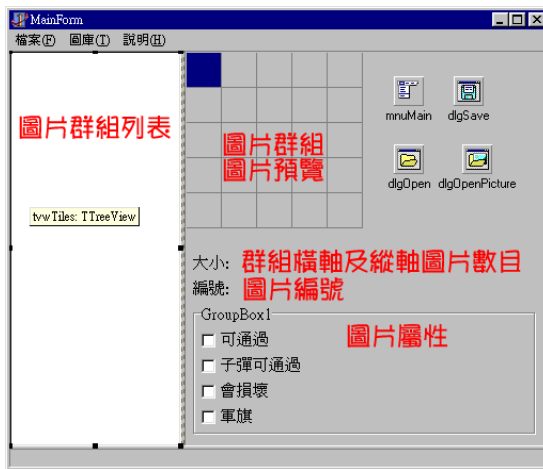 MainForm
檔案(F) 圖庫(I) 說明(H)
圖片群組列表
tvwTiles: TTreeView
圖片群組
圖片預覽
mnuMain dlgSave
dlgOpen dlgOpenPicture
大小: 群組橫軸及縱軸圖片數目
編號: 圖片編號
GroupBox1
圖片屬性
可通過
子彈可通過
會損壞
軍旗